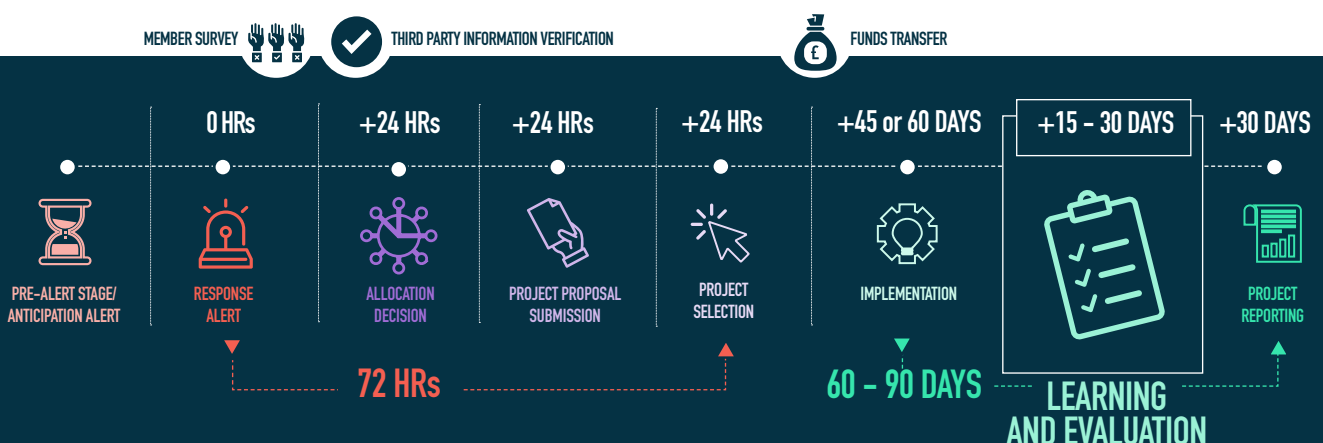 MEMBER SURVEY
THIRD PARTY INFORMATION VERIFICATION
£
FUNDS TRANSFER
0 HRs
+24 HRs
+24 HRs
+24 HRs
+45 or 60 DAYS
+15 - 30 DAYS
+30 DAYS
PRE-ALERT STAGE/
ANTICIPATION ALERT
RESPONSE
ALERT
ALLOCATION
DECISION
PROJECT PROPOSAL
SUBMISSION
PROJECT
SELECTION
IMPLEMENTATION
PROJECT
REPORTING
72 HRs
60 - 90 DAYS
LEARNING
AND EVALUATION